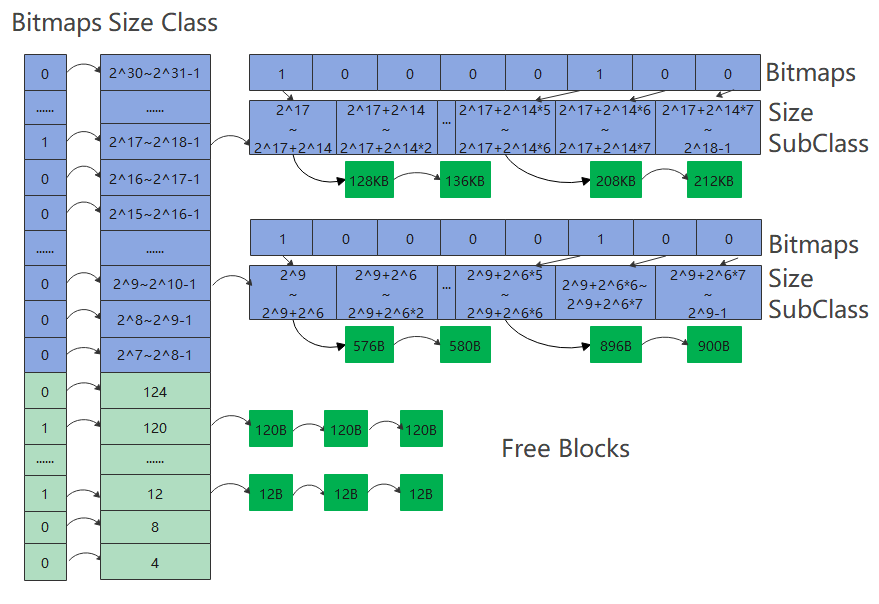 Bitmaps Size Class
0
2^30~2^31-1
......
......
1
2^17~2^18-1
0
2^16~2^17-1
0
2^15~2^16-1
......
......
0
2^9~2^10-1
0
2^8~2^9-1
0
2^7~2^8-1
0
124
1
120
......
......
1
12
0
8
0
4
1 0 0 0 0 1 0 0
Bitmaps
2^17
~
2^17+2^14
2^17+2^14
~
2^17+2^14*2
...
2^17+2^14*5
~
2^17+2^14*6
2^17+2^14*6
~
2^17+2^14*7
2^17+2^14*7
~
2^18-1
Size
SubClass
128KB
136KB
208KB
212KB
1 0 0 0 0 1 0 0
Bitmaps
2^9
~
2^9+2^6
2^9+2^6
~
2^9+2^6*2
...
2^9+2^6*5
~
2^9+2^6*6
2^9+2^6*6~
2^9+2^6*7
2^9+2^6*7
~
2^9-1
Size
SubClass
576B
580B
896B
900B
120B
120B
120B
Free Blocks
12B
12B
12B